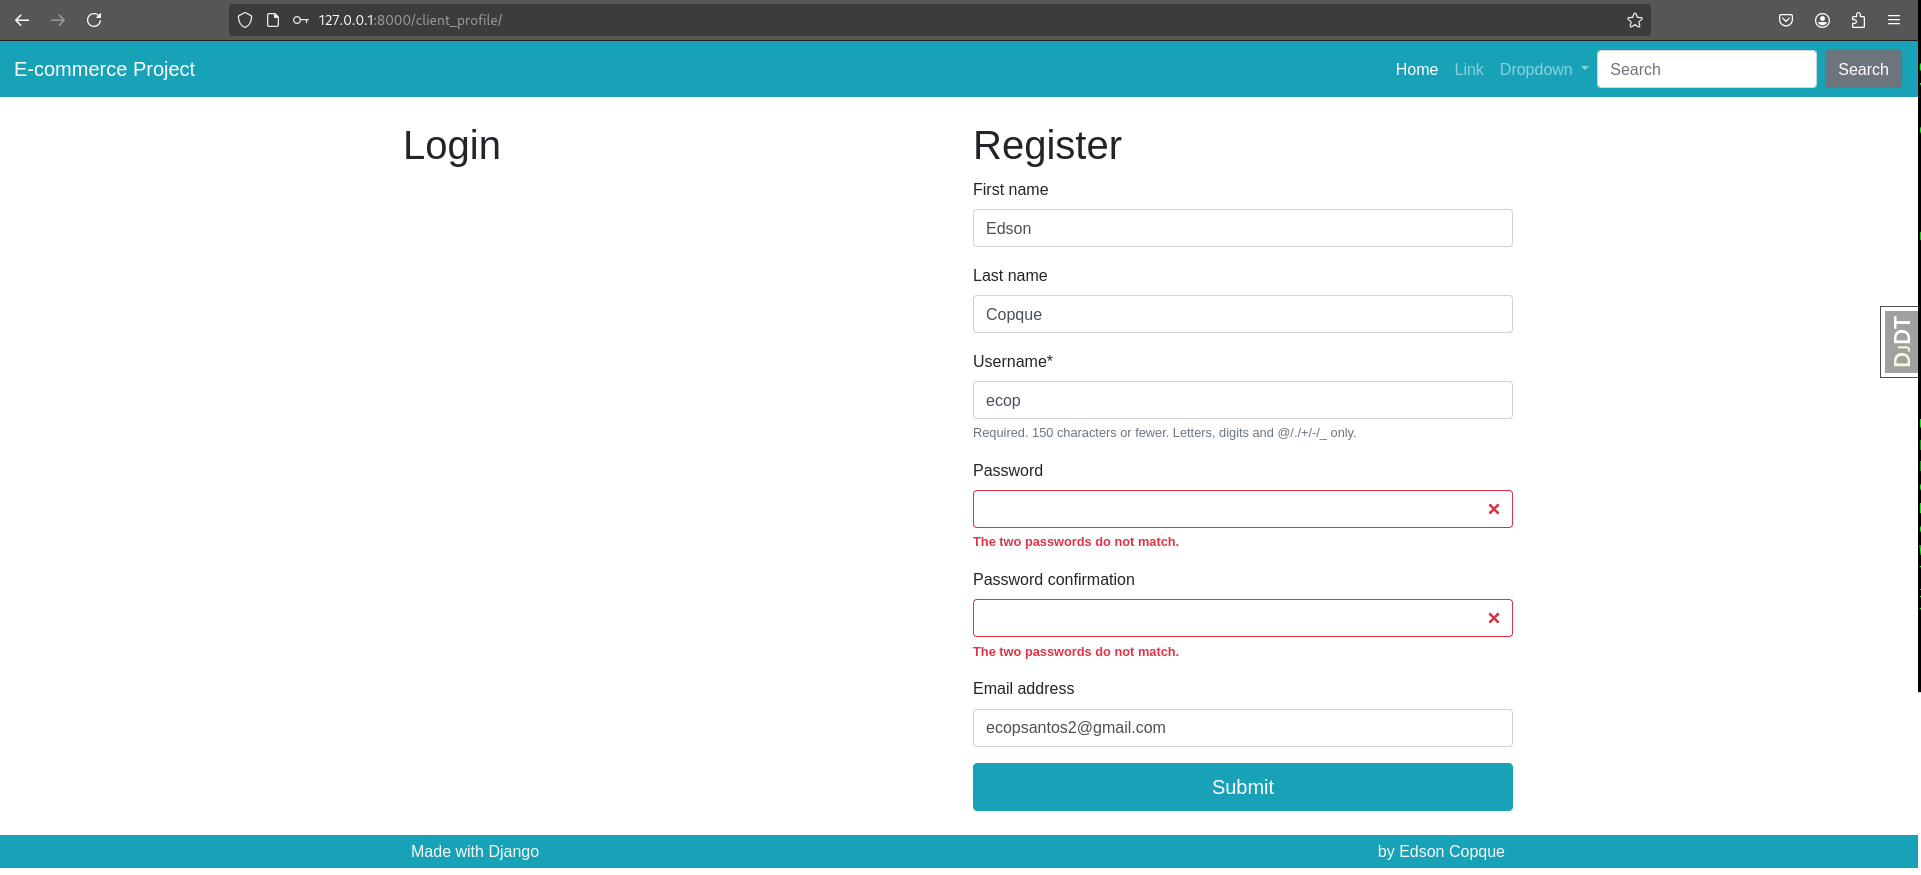 127.0.0.1:8000/client_profile/
E-commerce Project
Home Link Dropdown Search Search
Login
Register
First name
Edson
Last name
Copque
Username*
ecop
Required. 150 characters or fewer. Letters, digits and @/./+/-/_ only.
Password
The two passwords do not match.
Password confirmation
The two passwords do not match.
Email address
ecopsantos2@gmail.com
Submit
DJDT
Made with Django by Edson Copque